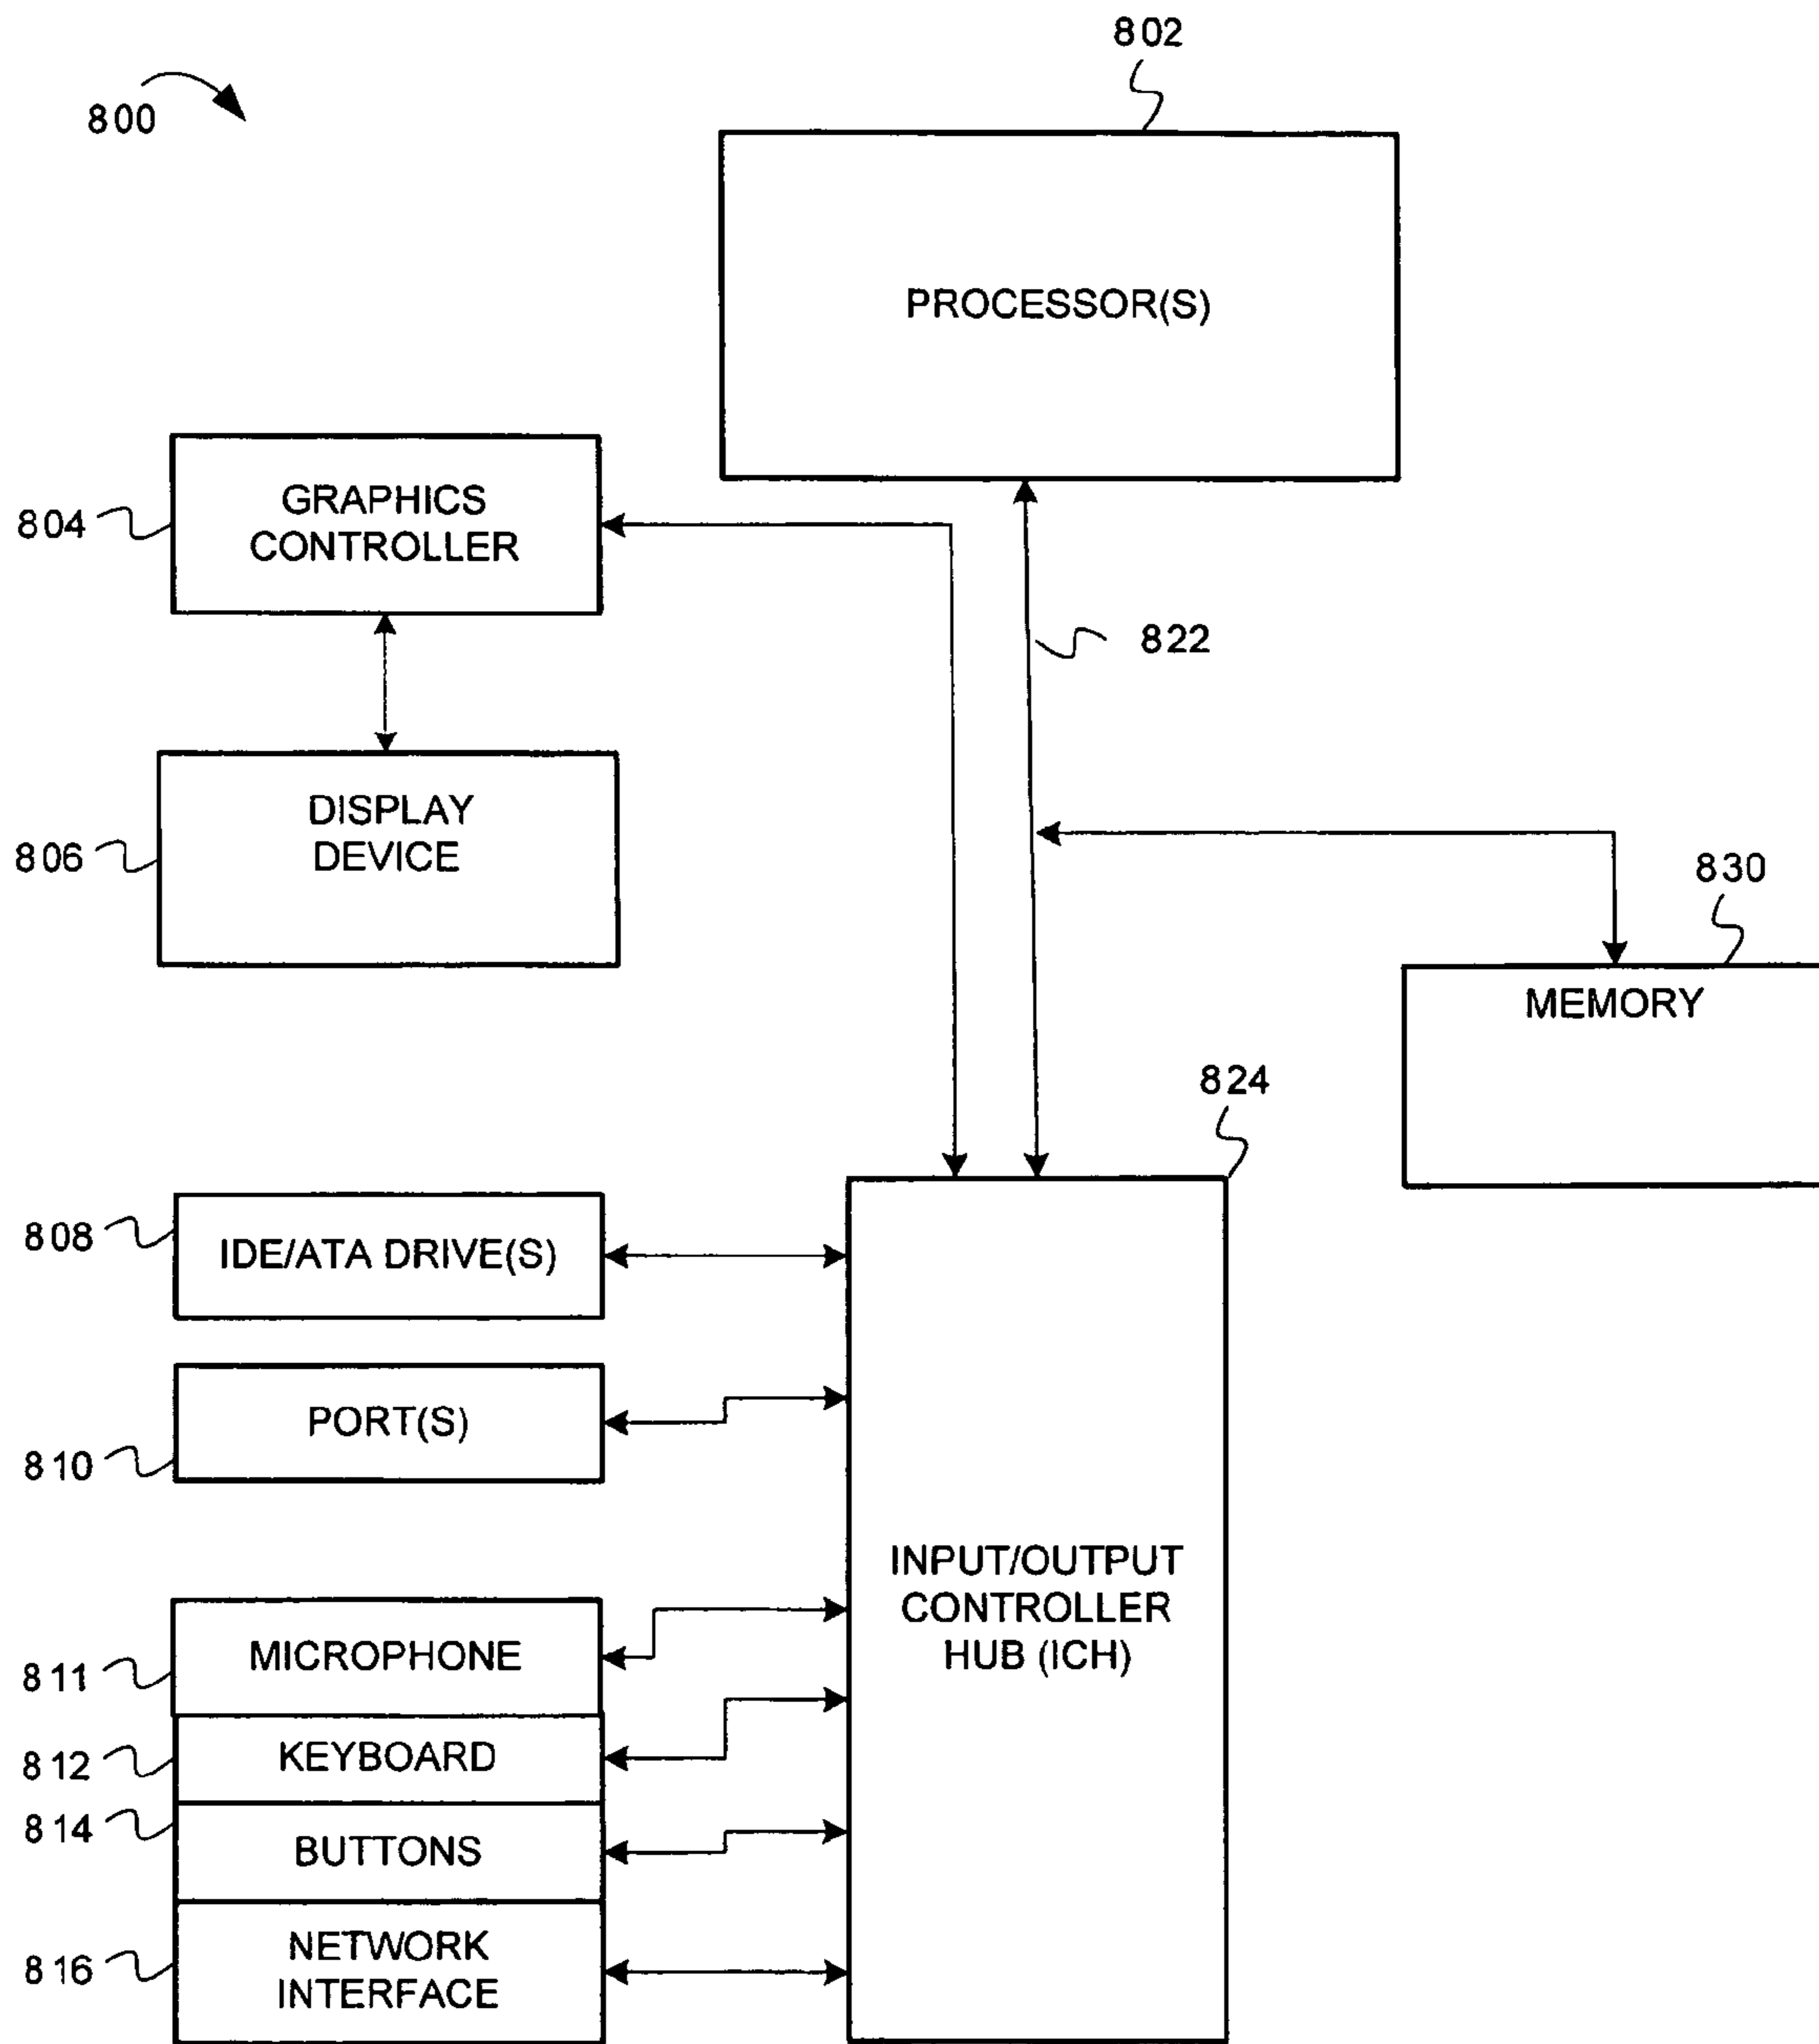 802
800
PROCESSOR(S)
GRAPHICS
CONTROLLER
804
822
DISPLAY
DEVICE
806
830
MEMORY
824
808
IDE/ATA DRIVE(S)
PORT(S)
810
INPUT/OUTPUT
CONTROLLER
HUB (ICH)
MICROPHONE
811
KEYBOARD
812
814
BUTTONS
NETWORK
INTERFACE
816